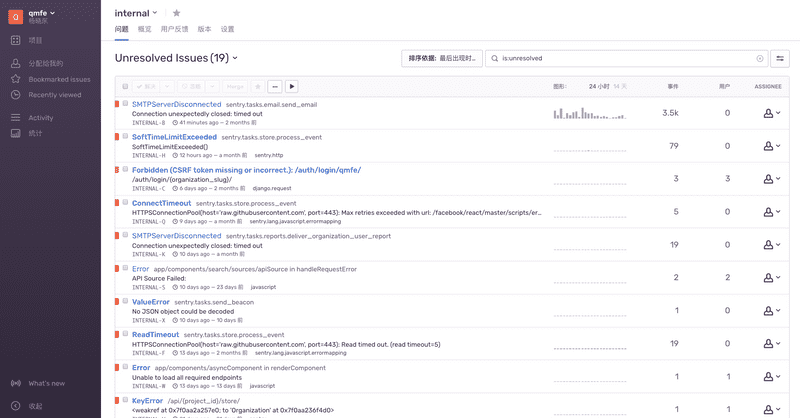 qmfe
杨晓东
项目
分配给我的
Bookmarked issues
Recently viewed
Activity
统计
What's new
收起
internal
问题 概览 用户反馈 版本 设置
Unresolved Issues (19)
排序依据: 最后出现时... is:unresolved
解决 忽略 Merge 图形: 24 小时 14 天 事件 用户 ASSIGNEE
SMTPServerDisconnected sentry.tasks.email.send_email
Connection unexpectedly closed: timed out 3.5k 0
INTERNAL-B 41 minutes ago — 2 months 前
SoftTimeLimitExceeded sentry.tasks.store.process_event
SoftTimeLimitExceeded() 79 0
INTERNAL-H 12 hours ago — a month 前 sentry.http
Forbidden (CSRF token missing or incorrect.): /auth/login/qmfe/
/auth/login/{organization_slug}/ 3 3
INTERNAL-C 6 days ago — 2 months 前 django.request
ConnectTimeout sentry.tasks.store.process_event
HTTPSConnectionPool(host='raw.githubusercontent.com', port=443): Max retries exceeded with url: /facebook/react/master/scripts/er... 5 0
INTERNAL-Q 9 days ago — a month 前 sentry.lang.javascript.errormapping
SMTPServerDisconnected sentry.tasks.reports.deliver_organization_user_report
Connection unexpectedly closed: timed out 19 0
INTERNAL-K 10 days ago — a month 前
Error app/components/search/sources/apiSource in handleRequestError
API Source Failed: 2 2
INTERNAL-S 10 days ago — 23 days 前 javascript
ValueError sentry.tasks.send_beacon
No JSON object could be decoded 1 0
INTERNAL-X 10 days ago — 10 days 前
ReadTimeout sentry.tasks.store.process_event
HTTPSConnectionPool(host='raw.githubusercontent.com', port=443): Read timed out. (read timeout=5) 19 0
INTERNAL-F 13 days ago — 2 months 前 sentry.lang.javascript.errormapping
Error app/components/asyncComponent in renderComponent
Unable to load all required endpoints 1 1
INTERNAL-W 13 days ago — 13 days 前 javascript
KeyError /api/{project_id}/store/
<weakref at 0x7f0aa2a257e0; to 'Organization' at 0x7f0aa236f4d0> 1 1